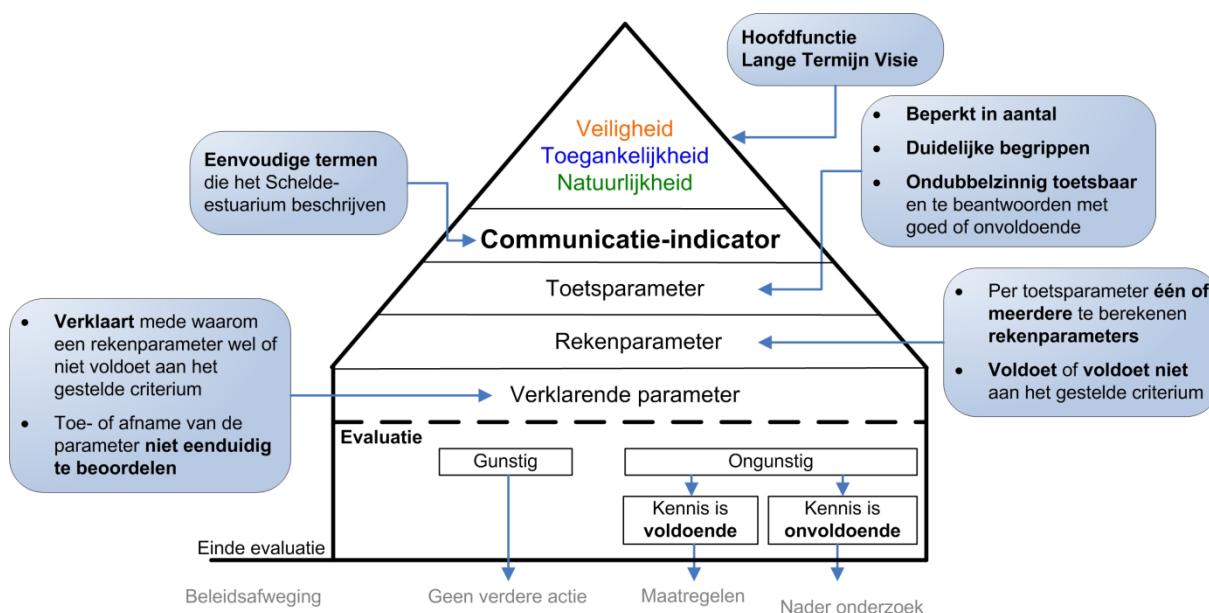 Hoofdfunctie
Lange Termijn Visie
Veiligheid
Toegankelijkheid
Natuurlijkheid
• Beperkt in aantal
• Duidelijke begrippen
• Ondubbelzinnig toetsbaar
en te beantwoorden met
goed of onvoldoende
Eenvoudige termen
die het Schelde-
estuarium beschrijven
Communicatie-indicator
Toetsparameter
Rekenparameter
• Per toetsparameter één of
meerdere te berekenen
rekenparameters
• Voldoet of voldoet niet
aan het gestelde criterium
• Verklaart mede waarom
een rekenparameter wel of
niet voldoet aan het
gestelde criterium
• Toe- of afname van de
parameter niet eenduidig
te beoordelen
Verklarende parameter
Evaluatie
Gunstig
Ongunstig
Kennis is
voldoende
Kennis is
onvoldoende
Einde evaluatie
Beleidsafweging
Geen verdere actie
Maatregelen
Nader onderzoek